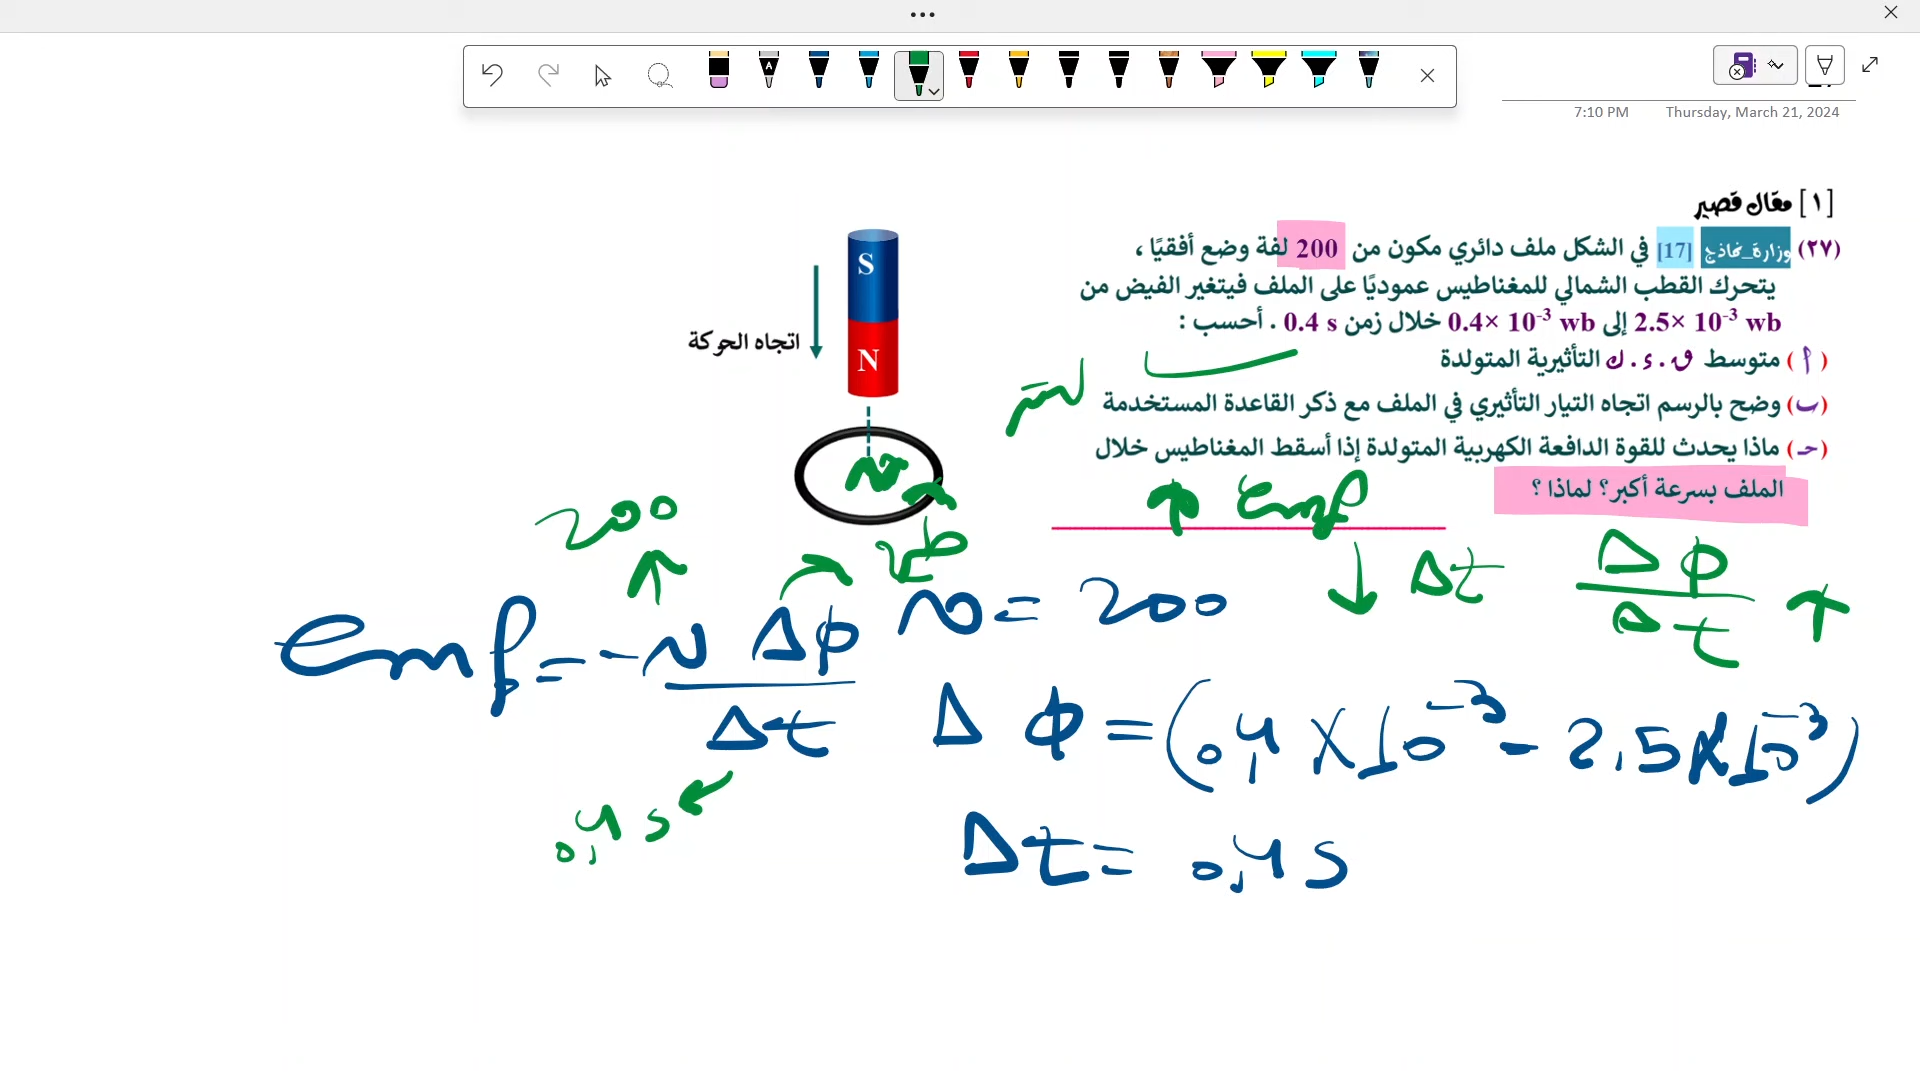 7:10 PM Thursday, March 21, 2024
[١] مقال قصير
(٢٧) وزارة_نماذج [17] في الشكل ملف دائري مكون من 200 لفة وضع أفقيًا ،
يتحرك القطب الشمالي للمغناطيس عموديًا على الملف فيتغير الفيض من
2.5× 10⁻³ wb إلى 0.4× 10⁻³ wb خلال زمن 0.4 s . أحسب :
(أ) متوسط ق . ء . ك التأثيرية المتولدة
(ب) وضح بالرسم اتجاه التيار التأثيري في الملف مع ذكر القاعدة المستخدمة
(حـ) ماذا يحدث للقوة الدافعة الكهربية المتولدة إذا أسقط المغناطيس خلال
الملف بسرعة أكبر؟ لماذا ؟
S
N
اتجاه الحركة
لنتر
N
↑ emf
↓ Δt
Δφ/Δt ↑
200
wb
emf = -N Δφ/Δt
N = 200
Δφ = (0,4 X 10⁻³ - 2.5 X 10⁻³)
0,4 s
Δt = 0,4 s